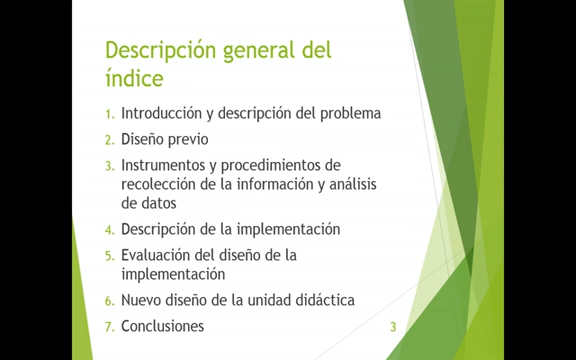 Descripción general del
índice
1. Introducción y descripción del problema
2. Diseño previo
3. Instrumentos y procedimientos de
recolección de la información y análisis
de datos
4. Descripción de la implementación
5. Evaluación del diseño de la
implementación
6. Nuevo diseño de la unidad didáctica
7. Conclusiones
3